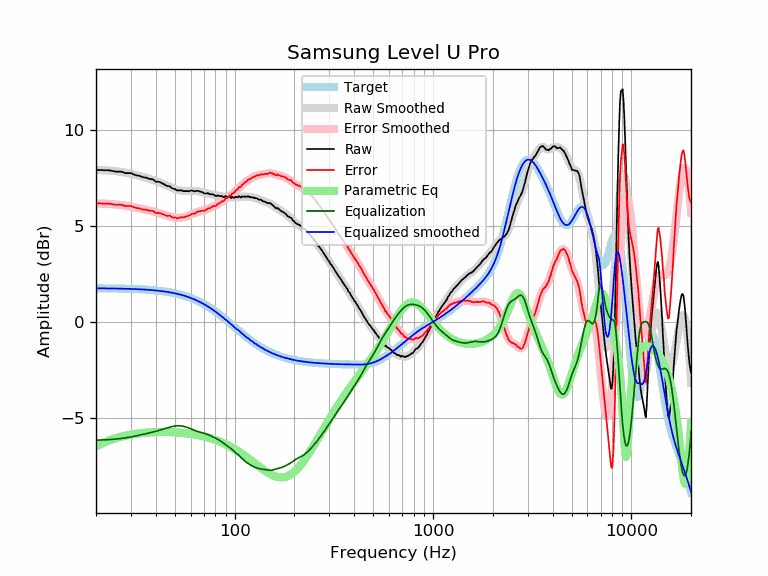 Samsung Level U Pro
Target
Raw Smoothed
Error Smoothed
Raw
Error
Parametric Eq
Equalization
Equalized smoothed
10
5
0
−5
Amplitude (dBr)
100
1000
10000
Frequency (Hz)